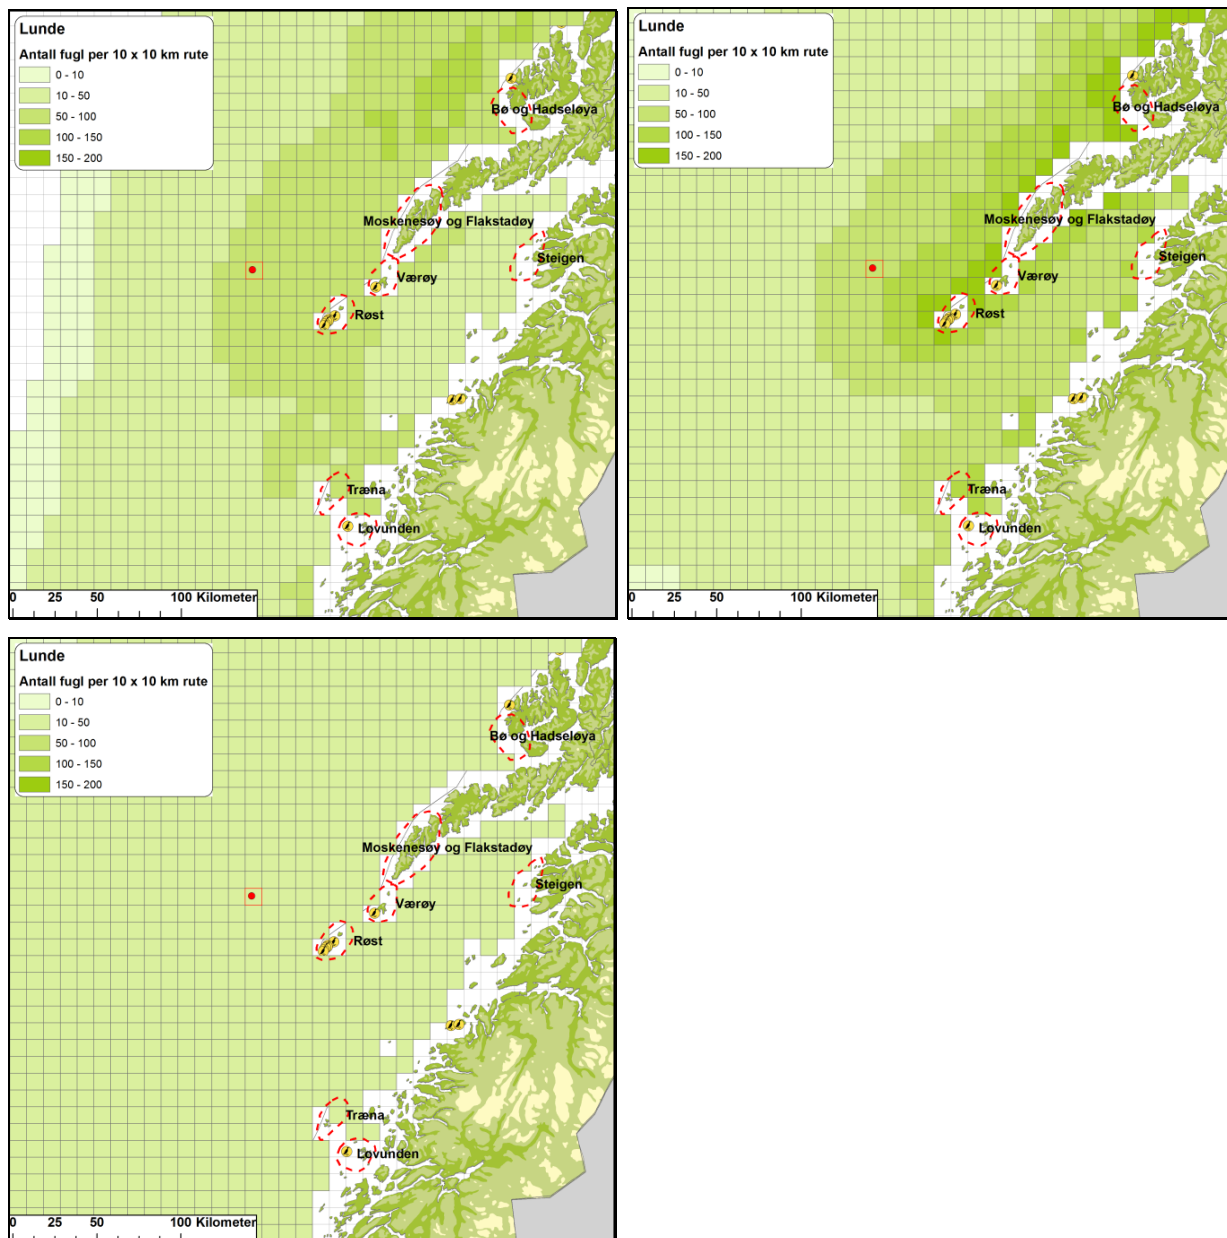 Lunde
Antall fugl per 10 x 10 km rute
0 - 10
10 - 50
50 - 100
100 - 150
150 - 200
Bø og Hadseløya
Moskenesøy og Flakstadøy
Steigen
Værøy
Røst
Træna
Løvunden
0 25 50 100 Kilometer
Lunde
Antall fugl per 10 x 10 km rute
0 - 10
10 - 50
50 - 100
100 - 150
150 - 200
Bø og Hadseløya
Moskenesøy og Flakstadøy
Steigen
Værøy
Røst
Træna
Løvunden
0 25 50 100 Kilometer
Lunde
Antall fugl per 10 x 10 km rute
0 - 10
10 - 50
50 - 100
100 - 150
150 - 200
Bø og Hadseløya
Moskenesøy og Flakstadøy
Steigen
Værøy
Røst
Træna
Løvunden
0 25 50 100 Kilometer